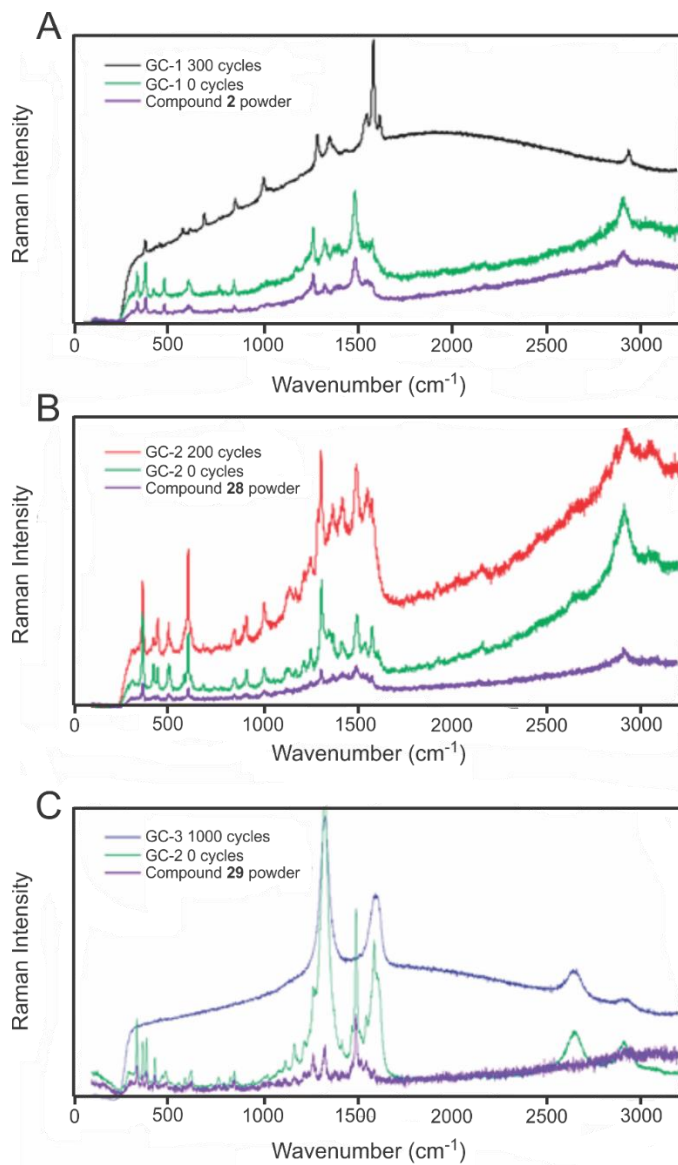 A
GC-1 300 cycles
GC-1 0 cycles
Compound 2 powder
Raman Intensity
0 500 1000 1500 2000 2500 3000
Wavenumber (cm-1)
B
GC-2 200 cycles
GC-2 0 cycles
Compound 28 powder
Raman Intensity
0 500 1000 1500 2000 2500 3000
Wavenumber (cm-1)
C
GC-3 1000 cycles
GC-2 0 cycles
Compound 29 powder
Raman Intensity
0 500 1000 1500 2000 2500 3000
Wavenumber (cm-1)